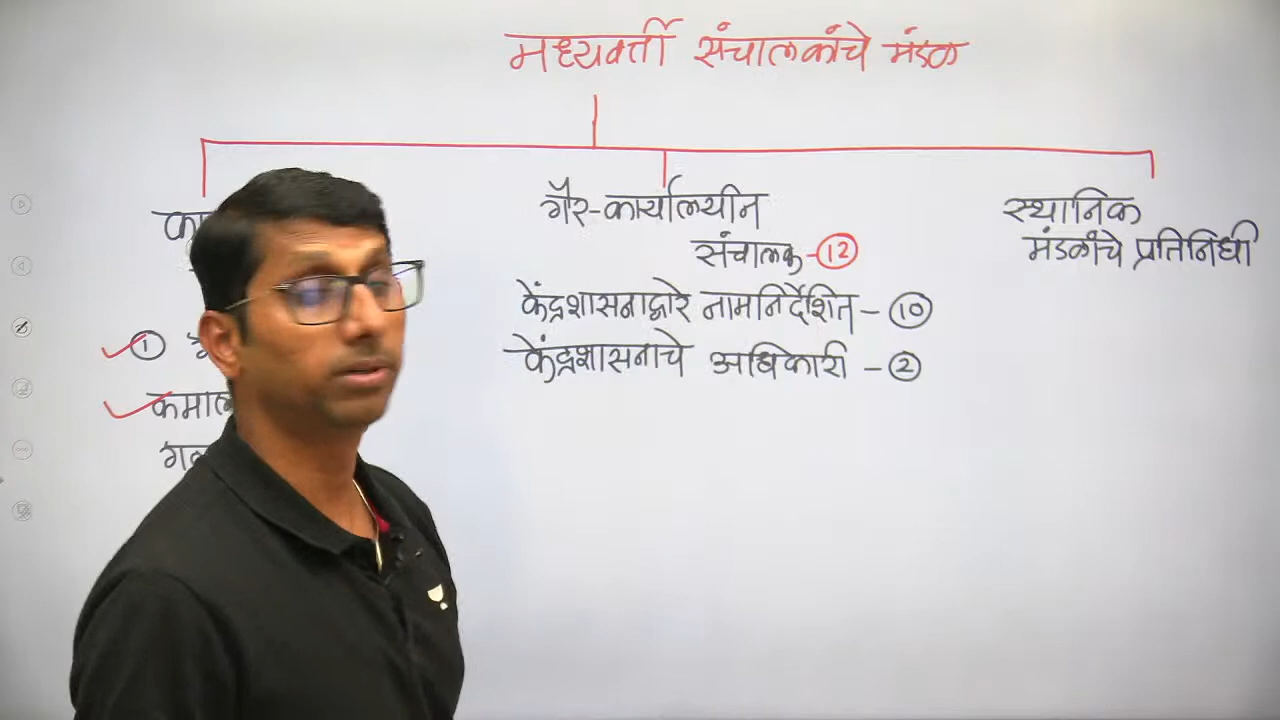 मध्यवर्ती संचालकांचे मंडळ
गैर-कार्यालयीन
संचालक-12
केंद्रशासनाद्वारे नामनिर्देशित - 10
केंद्रशासनाचे अधिकारी - 2
स्थानिक
मंडळांचे प्रतिनिधी
1